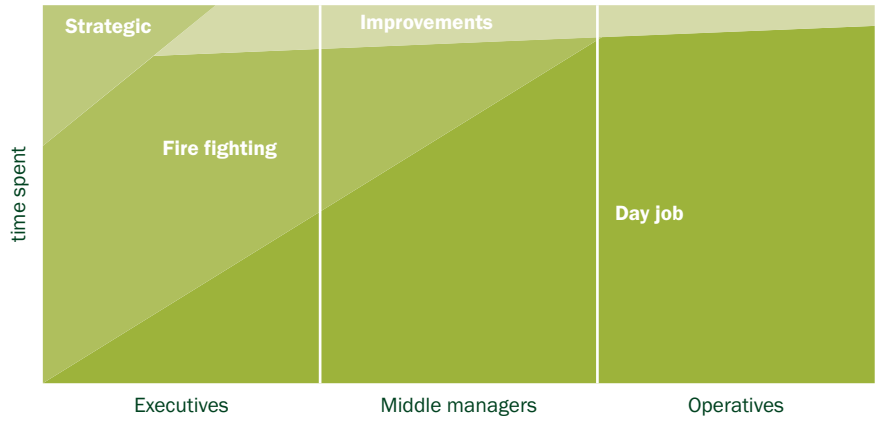 Strategic
Improvements
Fire fighting
Day job
time spent
Executives
Middle managers
Operatives